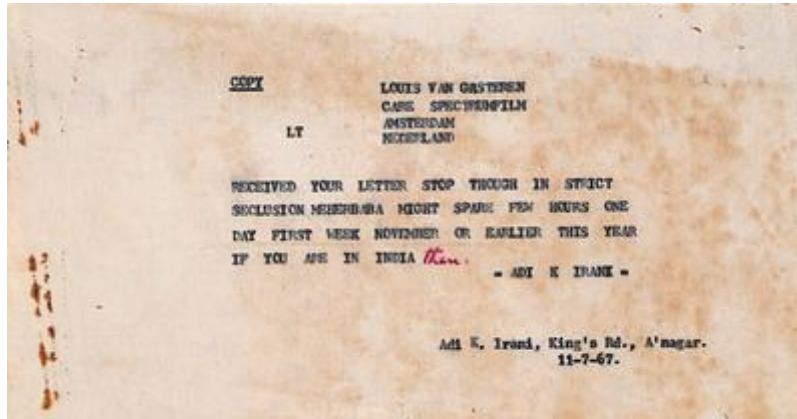 COPY
LOUIS VAN GASTEREN
CARE SPECTRUMFILM
AMSTERDAM
LT
NEDERLAND
RECEIVED YOUR LETTER STOP THOUGH IN STRICT
SECLUSION MEHERBABA MIGHT SPARE FEW HOURS ONE
DAY FIRST WEEK NOVEMBER OR EARLIER THIS YEAR
IF YOU ARE IN INDIA then.
= ADI K IRANI =
Adi K. Irani, King's Rd., A'nagar.
11-7-67.